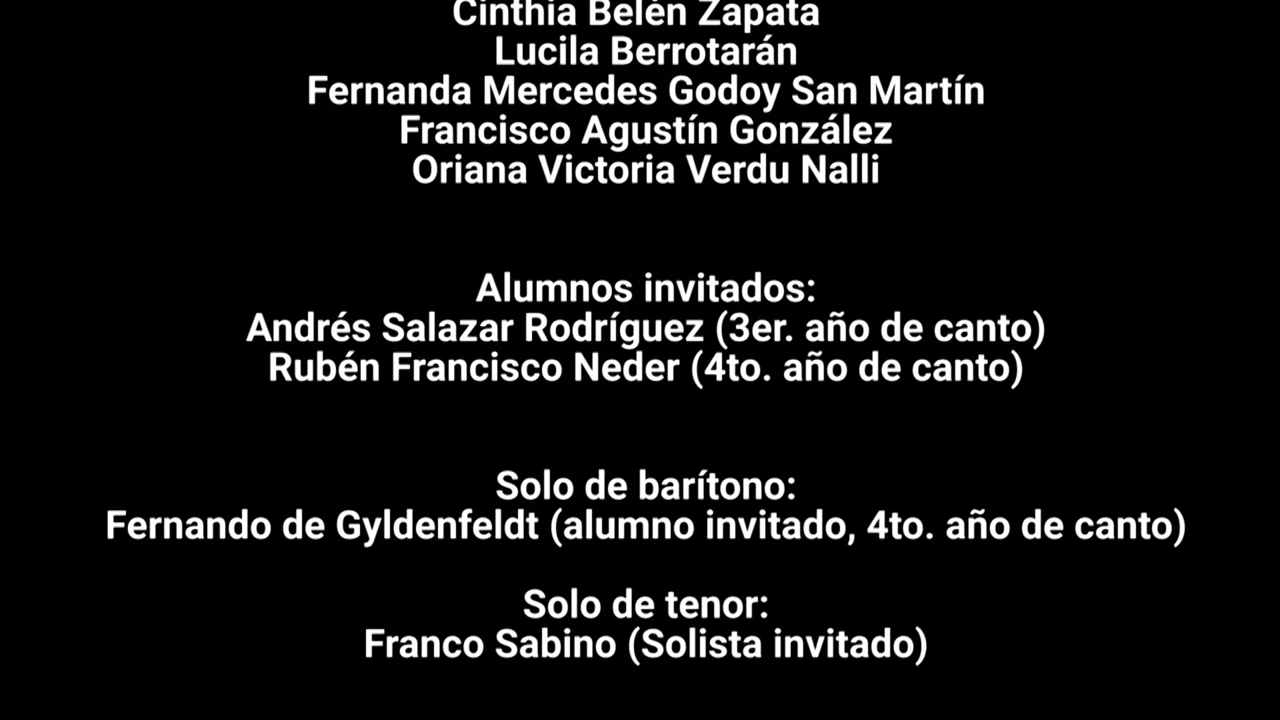 Cinthia Belén Zapata
Lucila Berrotarán
Fernanda Mercedes Godoy San Martín
Francisco Agustín González
Oriana Victoria Verdu Nalli
Alumnos invitados:
Andrés Salazar Rodríguez (3er. año de canto)
Rubén Francisco Neder (4to. año de canto)
Solo de barítono:
Fernando de Gyldenfeldt (alumno invitado, 4to. año de canto)
Solo de tenor:
Franco Sabino (Solista invitado)